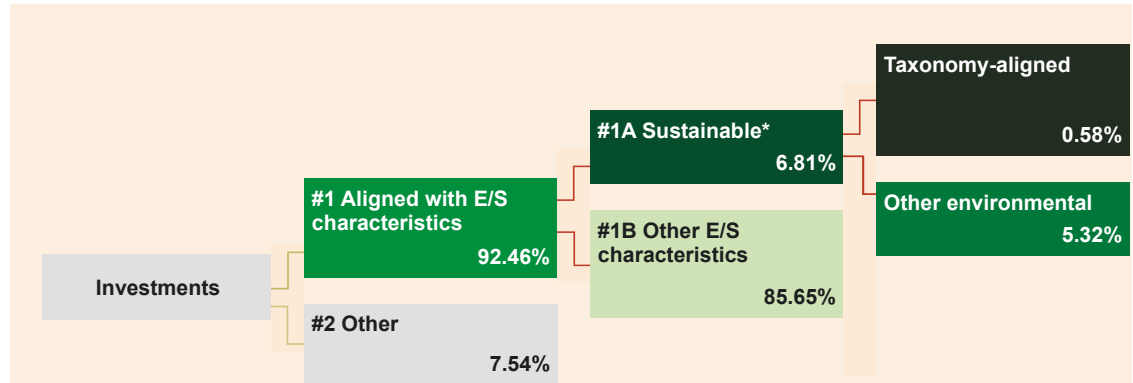 Investments
#1 Aligned with E/S
characteristics
92.46%
#2 Other
7.54%
#1A Sustainable*
6.81%
#1B Other E/S
characteristics
85.65%
Taxonomy-aligned
0.58%
Other environmental
5.32%